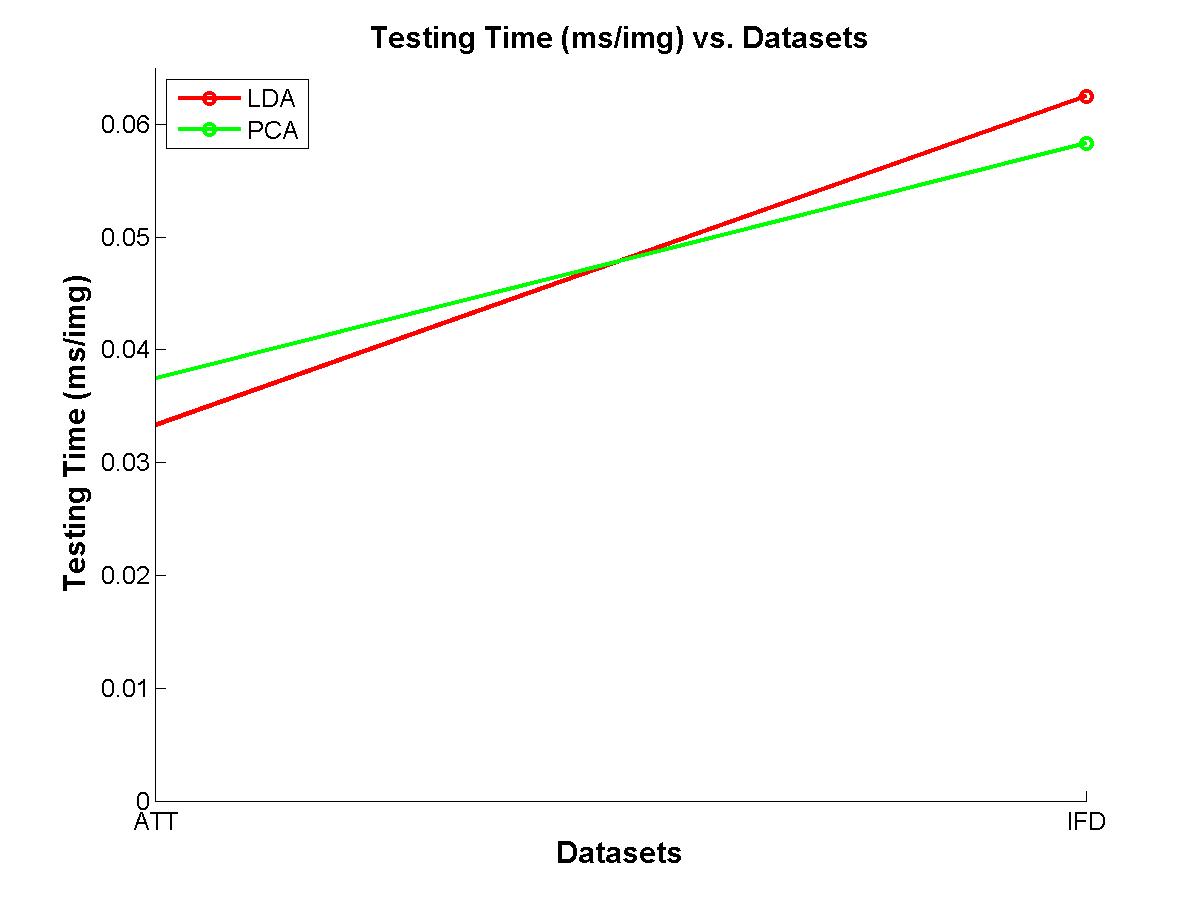 Testing Time (ms/img) vs. Datasets
LDA
PCA
0.06
0.05
0.04
0.03
0.02
0.01
0
Testing Time (ms/img)
ATT
IFD
Datasets